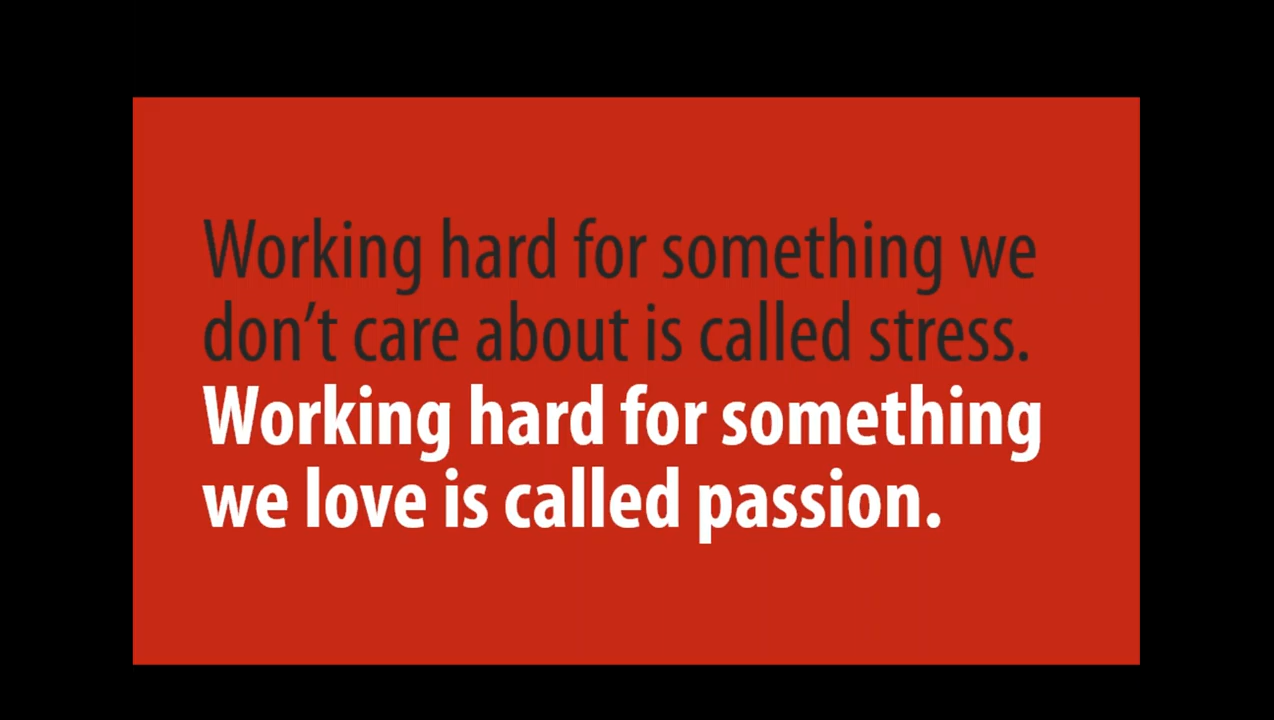 Working hard for something we
don’t care about is called stress.
Working hard for something
we love is called passion.